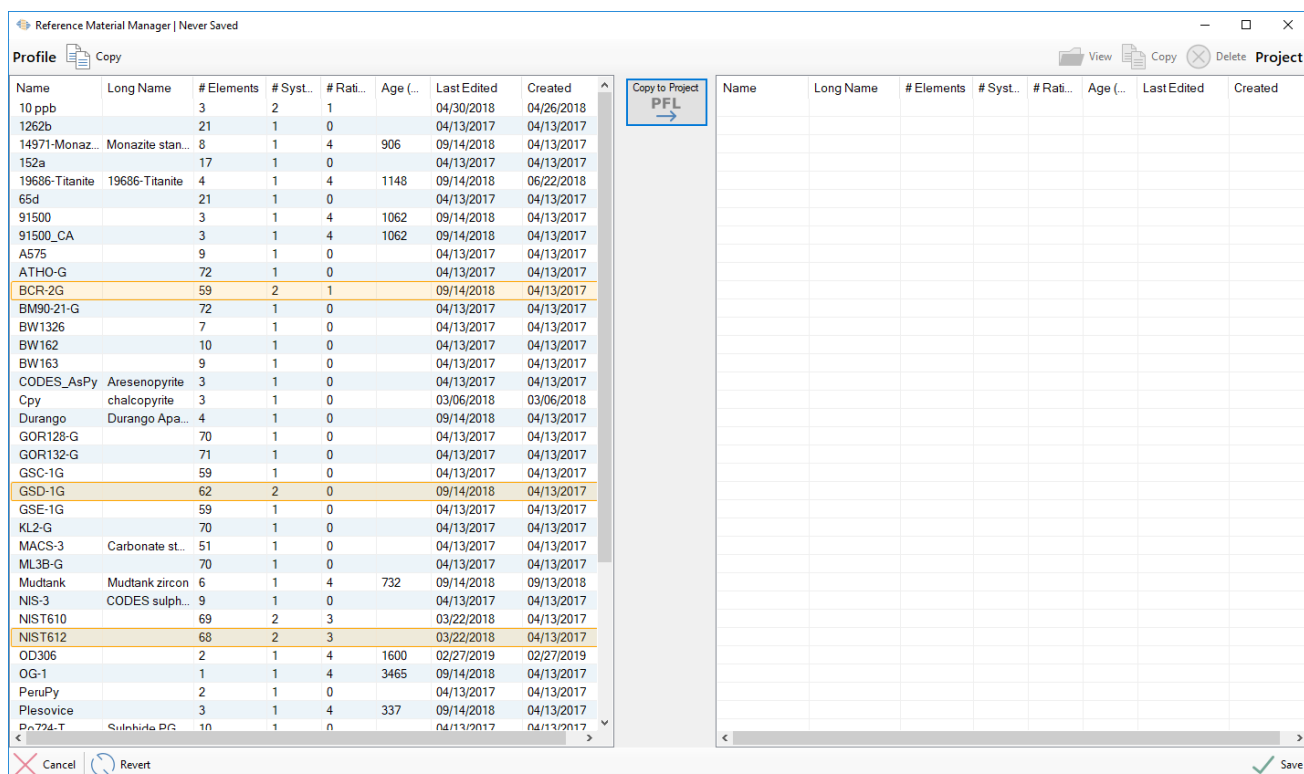 Reference Material Manager | Never Saved
Profile Copy View Copy Delete Project
Name Long Name # Elements # Syst... # Rati... Age (... Last Edited Created Copy to Project Name Long Name # Elements # Syst... # Rati... Age (... Last Edited Created
PFL
10 ppb 3 2 1 04/30/2018 04/26/2018
1262b 21 1 0 04/13/2017 04/13/2017
14971-Monaz... Monazite stan... 8 1 4 906 09/14/2018 04/13/2017
152a 17 1 0 04/13/2017 04/13/2017
19686-Titanite 19686-Titanite 4 1 4 1148 09/14/2018 06/22/2018
65d 21 1 0 04/13/2017 04/13/2017
91500 3 1 4 1062 09/14/2018 04/13/2017
91500_CA 3 1 4 1062 09/14/2018 04/13/2017
A575 9 1 0 04/13/2017 04/13/2017
ATHO-G 72 1 0 04/13/2017 04/13/2017
BCR-2G 59 2 1 09/14/2018 04/13/2017
BM90-21-G 72 1 0 04/13/2017 04/13/2017
BW1326 7 1 0 04/13/2017 04/13/2017
BW162 10 1 0 04/13/2017 04/13/2017
BW163 9 1 0 04/13/2017 04/13/2017
CODES_AsPy Aresenopyrite 3 1 0 04/13/2017 04/13/2017
Cpy chalcopyrite 3 1 0 03/06/2018 03/06/2018
Durango Durango Apa... 4 1 0 09/14/2018 04/13/2017
GOR128-G 70 1 0 04/13/2017 04/13/2017
GOR132-G 71 1 0 04/13/2017 04/13/2017
GSC-1G 59 1 0 04/13/2017 04/13/2017
GSD-1G 62 2 0 09/14/2018 04/13/2017
GSE-1G 59 1 0 04/13/2017 04/13/2017
KL2-G 70 1 0 04/13/2017 04/13/2017
MACS-3 Carbonate st... 51 1 0 04/13/2017 04/13/2017
ML3B-G 70 1 0 04/13/2017 04/13/2017
Mudtank Mudtank zircon 6 1 4 732 09/14/2018 09/13/2018
NIS-3 CODES sulph... 9 1 0 04/13/2017 04/13/2017
NIST610 69 2 3 03/22/2018 04/13/2017
NIST612 68 2 3 03/22/2018 04/13/2017
OD306 2 1 4 1600 02/27/2019 02/27/2019
OG-1 1 1 4 3465 09/14/2018 04/13/2017
PeruPy 2 1 0 04/13/2017 04/13/2017
Plesovice 3 1 4 337 09/14/2018 04/13/2017
Po724-T Sulphide PG... 10 1 0 04/13/2017 04/13/2017
Cancel Revert Save